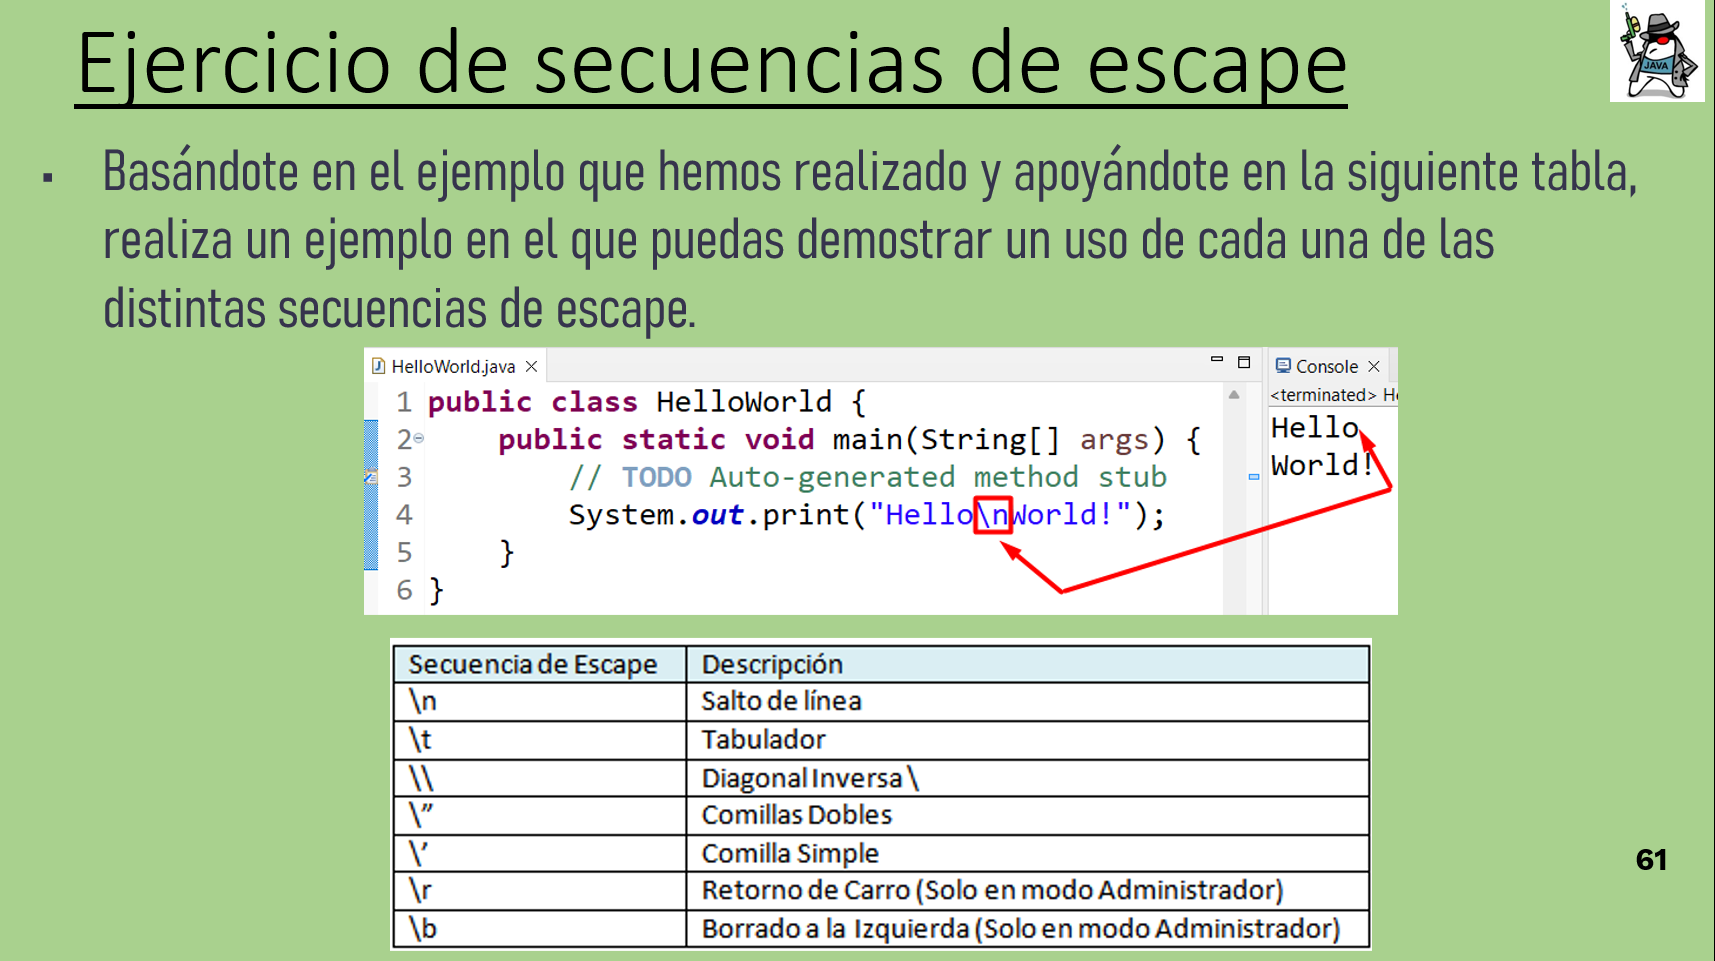 Ejercicio de secuencias de escape
JAVA
▪ Basándote en el ejemplo que hemos realizado y apoyándote en la siguiente tabla,
realiza un ejemplo en el que puedas demostrar un uso de cada una de las
distintas secuencias de escape.
HelloWorld.java
1 public class HelloWorld {
2 public static void main(String[] args) {
3 // TODO Auto-generated method stub
4 System.out.print("Hello\nWorld!");
5 }
6 }
Console
<terminated> He
Hello
World!
Secuencia de Escape Descripción
\n Salto de línea
\t Tabulador
\\ Diagonal Inversa \
\” Comillas Dobles
\’ Comilla Simple
\r Retorno de Carro (Solo en modo Administrador)
\b Borrado a la Izquierda (Solo en modo Administrador)
61